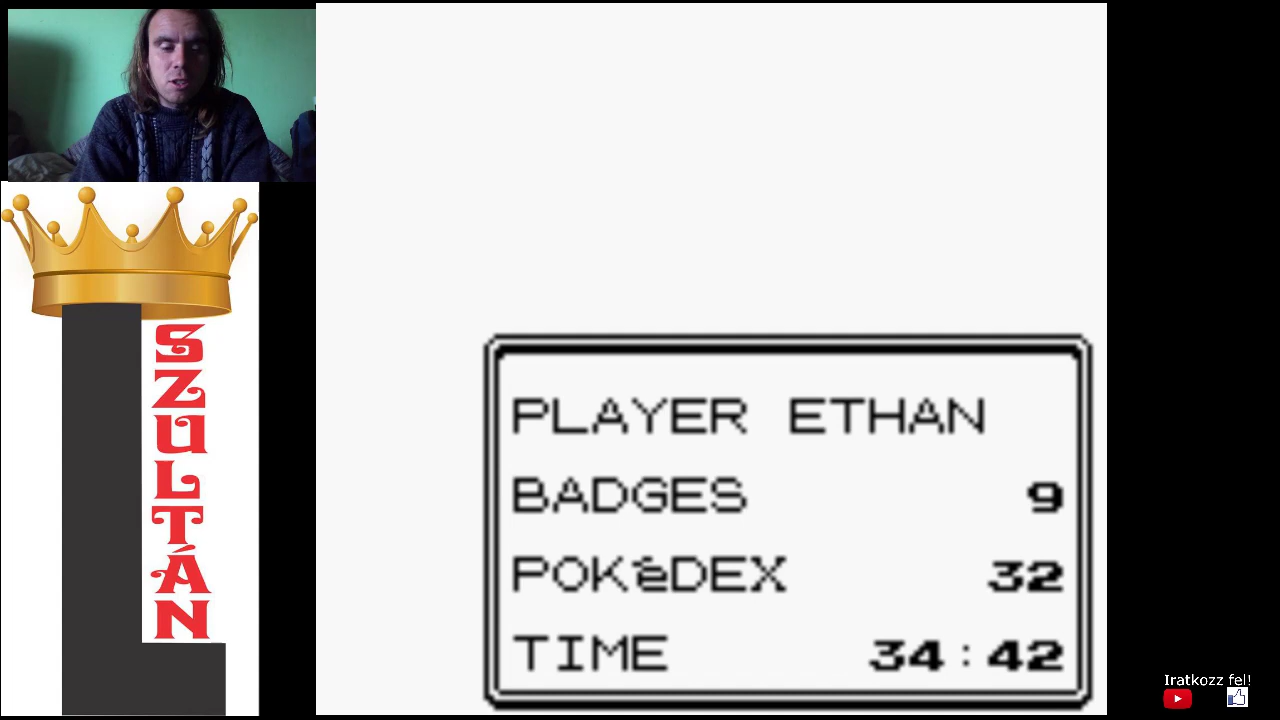 L
SZULTÁN
PLAYER ETHAN
BADGES 9
POKéDEX 32
TIME 34:42
Iratkozz fel!